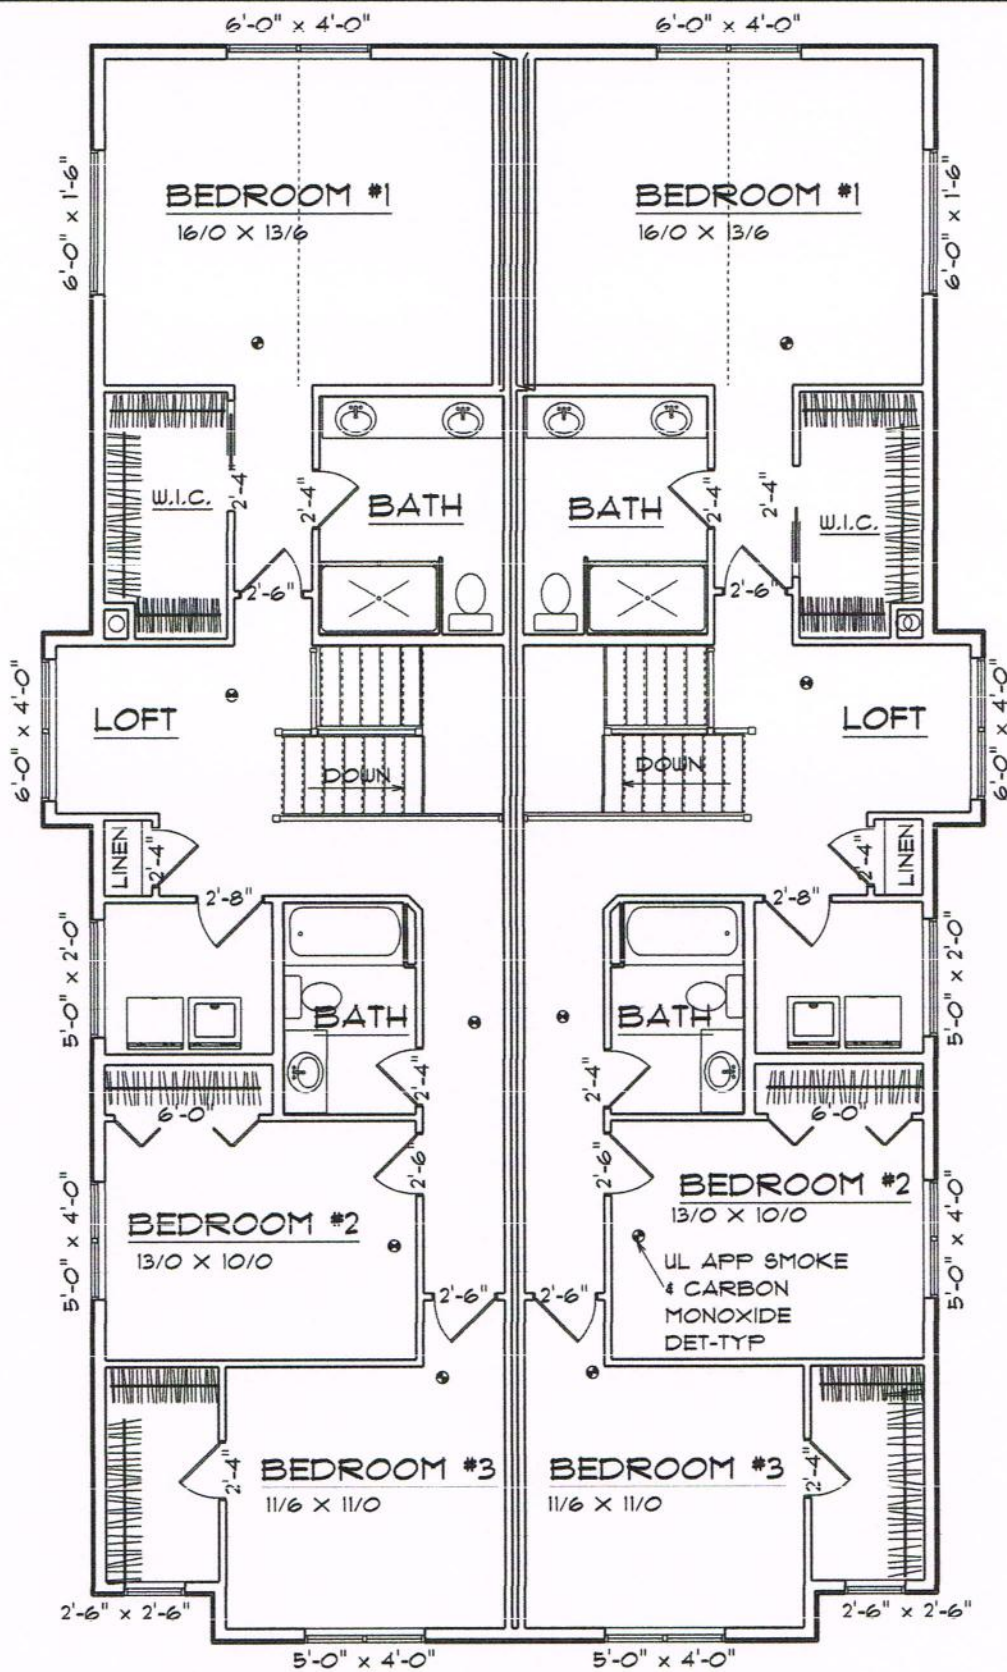 6'-0" x 4'-0"
6'-0" x 4'-0"
6'-0" x 1'-6"
BEDROOM #1
16/0 X 13/6
BEDROOM #1
16/0 X 13/6
6'-0" x 1'-6"
W.I.C.
2'-4
2'-4"
BATH
BATH
2'-4"
2'-4"
W.I.C.
2'-6"
2'-6"
6'-0" x 4'-0"
LOFT
DOWN
DOWN
LOFT
6'-0" x 4'-0"
LINEN
2'-4"
2'-8"
2'-8"
2'-4"
LINEN
5'-0" x 2'-0"
BATH
BATH
5'-0" x 2'-0"
2'-4"
2'-4"
6'-0"
6'-0"
2'-6"
2'-6"
5'-0" x 4'-0"
BEDROOM #2
13/0 X 10/0
BEDROOM #2
13/0 X 10/0
5'-0" x 4'-0"
UL APP SMOKE
& CARBON
MONOXIDE
DET-TYP
2'-6"
2'-6"
2'-4"
BEDROOM #3
11/6 X 11/0
BEDROOM #3
11/6 X 11/0
2'-4"
2'-6" x 2'-6"
2'-6" x 2'-6"
5'-0" x 4'-0"
5'-0" x 4'-0"